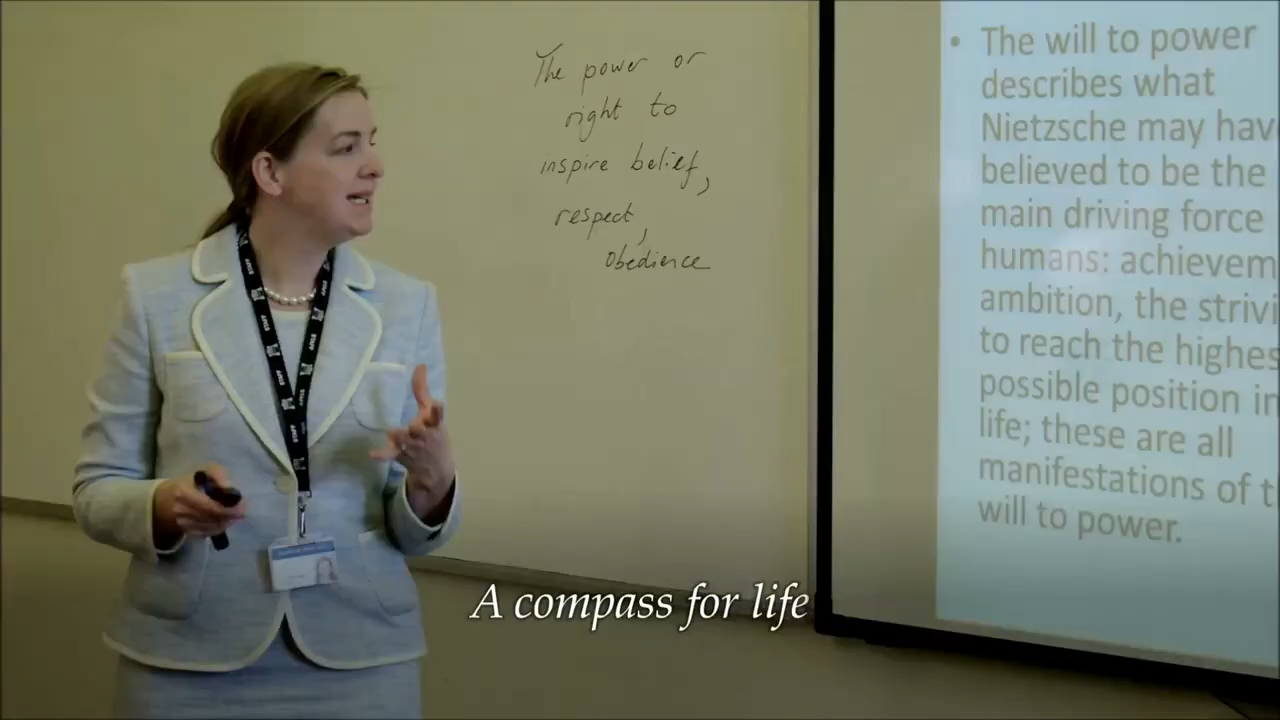 The power or
right to
inspire belief,
respect,
obedience
• The will to power
describes what
Nietzsche may hav
believed to be the
main driving force
humans: achievem
ambition, the strivi
to reach the highes
possible position in
life; these are all
manifestations of t
will to power.
STAFF
A compass for life